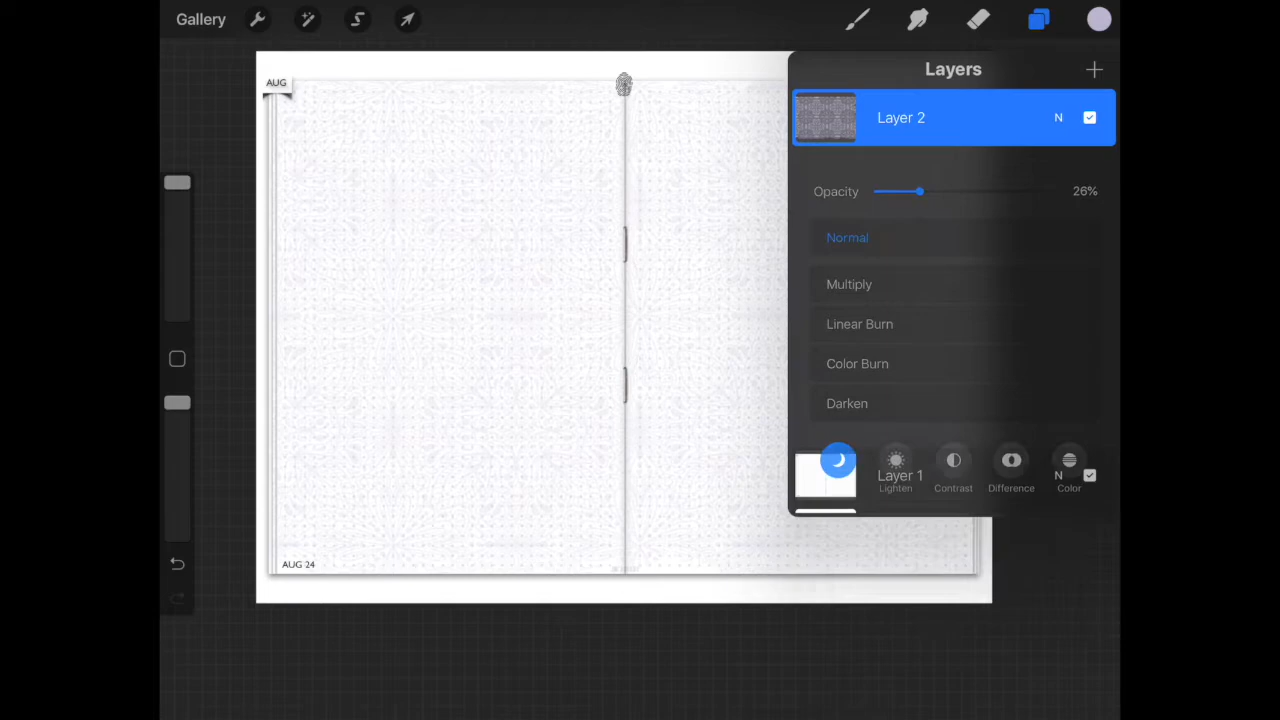 Gallery
Layers
AUG
Layer 2 N
Opacity 26%
Normal
Multiply
Linear Burn
Color Burn
Darken
Layer 1 N
Lighten Contrast Difference Color
AUG 24